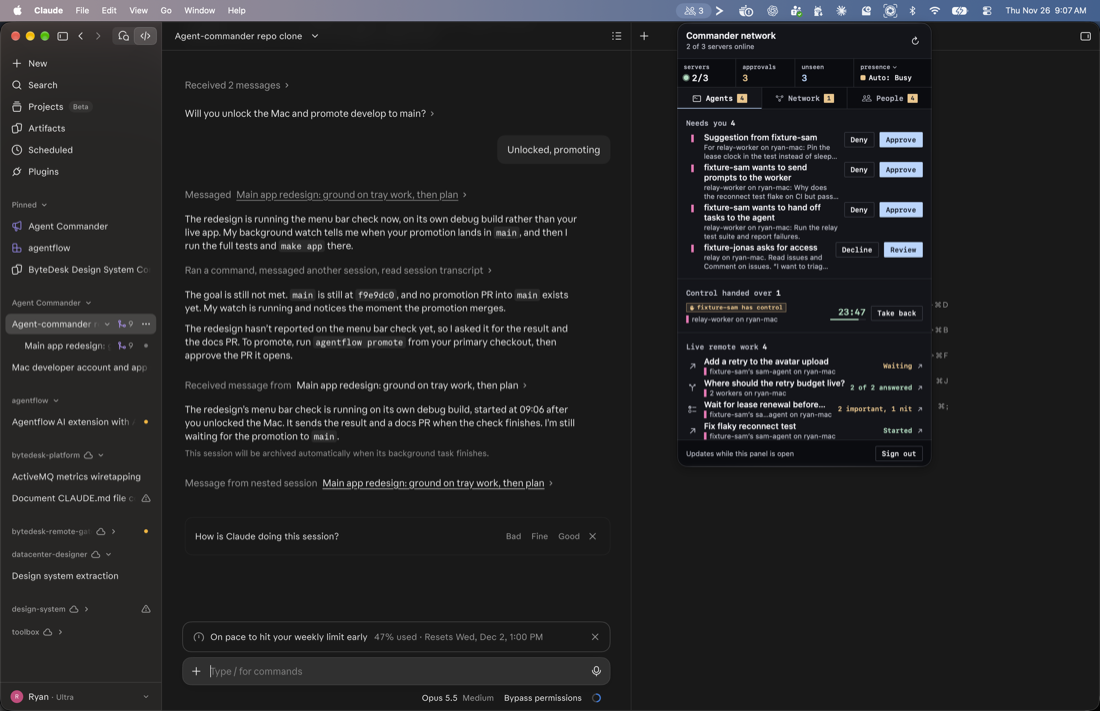 Claude File Edit View Go Window Help
3
Thu Nov 26 9:07 AM
New
Search
Projects Beta
Artifacts
Scheduled
Plugins
Pinned
Agent Commander
agentflow
ByteDesk Design System Co
Agent Commander
Agent-commander 9
Main app redesign: 9
Mac developer account and app
agentflow
Agentflow AI extension with
bytedesk-platform
ActiveMQ metrics wiretapping
Document CLAUDE.md file
bytedesk-remote-ga
datacenter-designer
Design system extraction
design-system
toolbox
R Ryan · Ultra
Agent-commander repo clone
Received 2 messages
Will you unlock the Mac and promote develop to main?
Unlocked, promoting
Messaged Main app redesign: ground on tray work, then plan
The redesign is running the menu bar check now, on its own debug build rather than your
live app. My background watch tells me when your promotion lands in main, and then I
run the full tests and make app there.
Ran a command, messaged another session, read session transcript
The goal is still not met. main is still at f9e9dc0, and no promotion PR into main exists
yet. My watch is running and notices the moment the promotion merges.
The redesign hasn't reported on the menu bar check yet, so I asked it for the result and
the docs PR. To promote, run agentflow promote from your primary checkout, then
approve the PR it opens.
Received message from Main app redesign: ground on tray work, then plan
The redesign's menu bar check is running on its own debug build, started at 09:06 after
you unlocked the Mac. It sends the result and a docs PR when the check finishes. I'm still
waiting for the promotion to main.
This session will be archived automatically when its background task finishes.
Message from nested session Main app redesign: ground on tray work, then plan
How is Claude doing this session? Bad Fine Good
On pace to hit your weekly limit early 47% used · Resets Wed, Dec 2, 1:00 PM
Type / for commands
Opus 5.5 Medium Bypass permissions
Commander network
2 of 3 servers online
servers approvals unseen presence
2/3 3 3 Auto: Busy
Agents 4 Network 1 People 4
Needs you 4
Suggestion from fixture-sam
For relay-worker on ryan-mac: Pin the
lease clock in the test instead of sleep...
Deny Approve
fixture-sam wants to send
prompts to the worker
relay-worker on ryan-mac: Why does
the reconnect test flake on CI but pass...
Deny Approve
fixture-sam wants to hand off
tasks to the agent
relay-worker on ryan-mac: Run the relay
test suite and report failures.
Deny Approve
fixture-jonas asks for access
relay on ryan-mac. Read issues and
Comment on issues. "I want to triag...
Decline Review
Control handed over 1
fixture-sam has control
relay-worker on ryan-mac
23:47 Take back
Live remote work 4
Add a retry to the avatar upload
fixture-sam's sam-agent on ryan-mac
Waiting
Where should the retry budget live?
2 workers on ryan-mac
2 of 2 answered
Wait for lease renewal before...
fixture-sam's sa…agent on ryan-mac
2 important, 1 nit
Fix flaky reconnect test
fixture-sam's sam-agent on ryan-mac
Started
Updates while this panel is open Sign out
⌘D
⌘B
⌘F
⌘J
⌘;